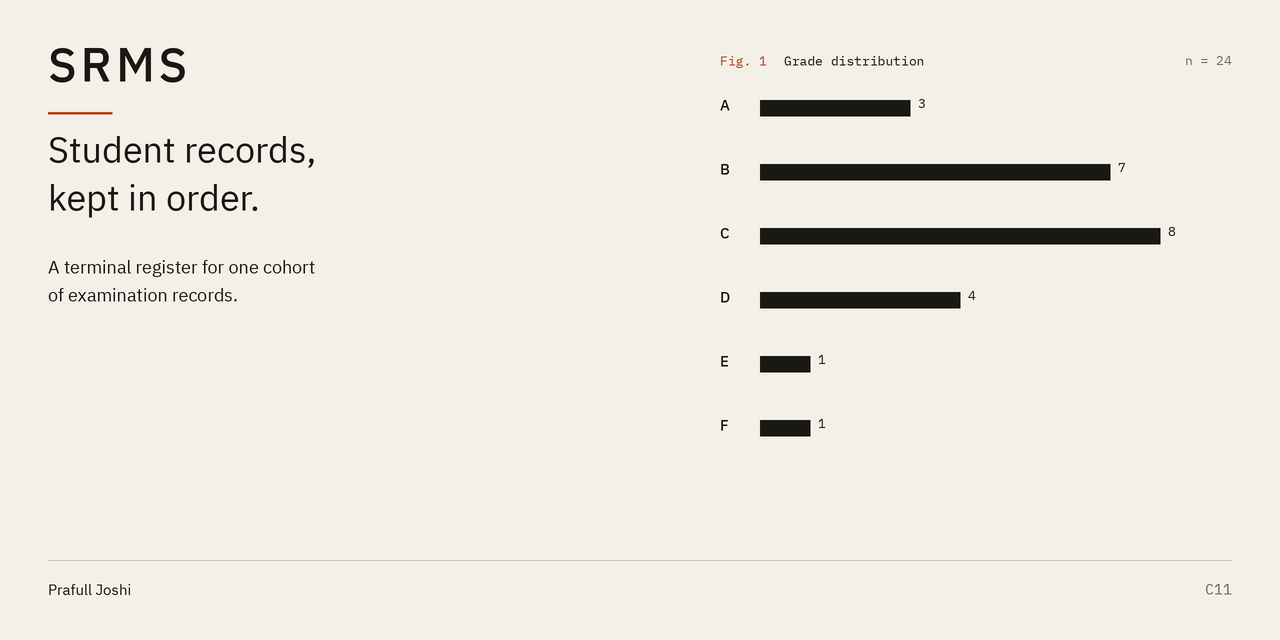 SRMS
Student records,
kept in order.
A terminal register for one cohort
of examination records.
Fig. 1 Grade distribution n = 24
A 3
B 7
C 8
D 4
E 1
F 1
Prafull Joshi C11